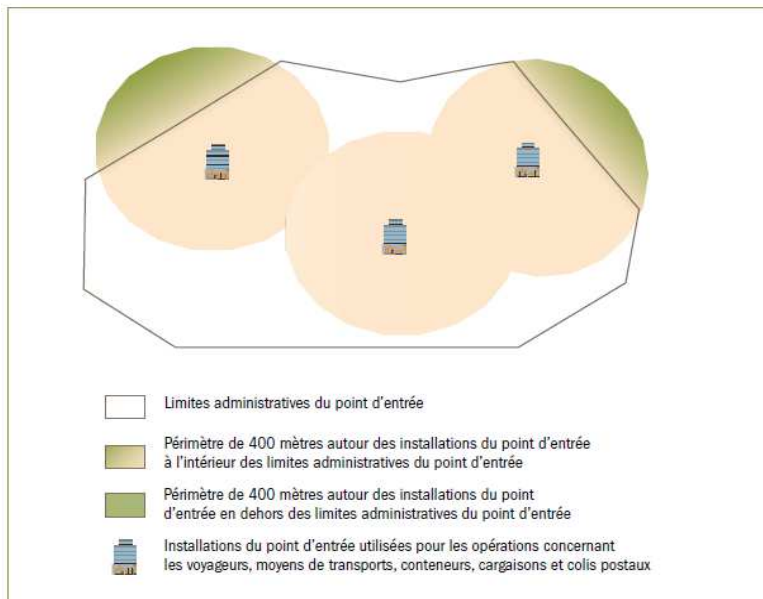 Limites administratives du point d'entrée
Périmètre de 400 mètres autour des installations du point d'entrée
à l'intérieur des limites administratives du point d'entrée
Périmètre de 400 mètres autour des installations du point
d'entrée en dehors des limites administratives du point d'entrée
Installations du point d'entrée utilisées pour les opérations concernant
les voyageurs, moyens de transports, conteneurs, cargaisons et colis postaux